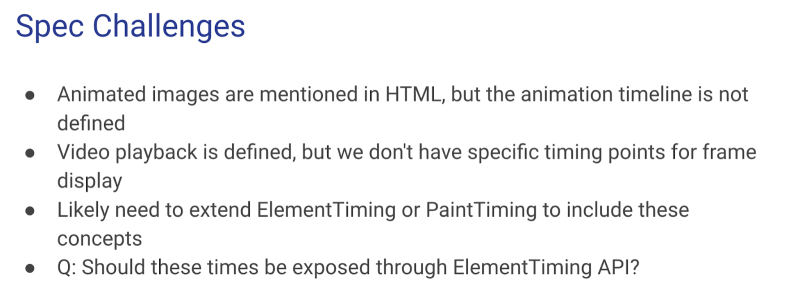 Spec Challenges
● Animated images are mentioned in HTML, but the animation timeline is not
defined
● Video playback is defined, but we don't have specific timing points for frame
display
● Likely need to extend ElementTiming or PaintTiming to include these
concepts
● Q: Should these times be exposed through ElementTiming API?